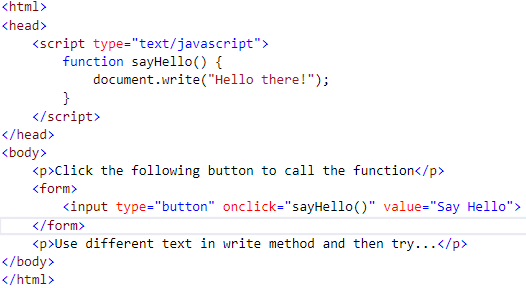 <html>
<head>
    <script type="text/javascript">
        function sayHello() {
            document.write("Hello there!");
        }
    </script>
</head>
<body>
    <p>Click the following button to call the function</p>
    <form>
        <input type="button" onclick="sayHello()" value="Say Hello">
    </form>
    <p>Use different text in write method and then try...</p>
</body>
</html>